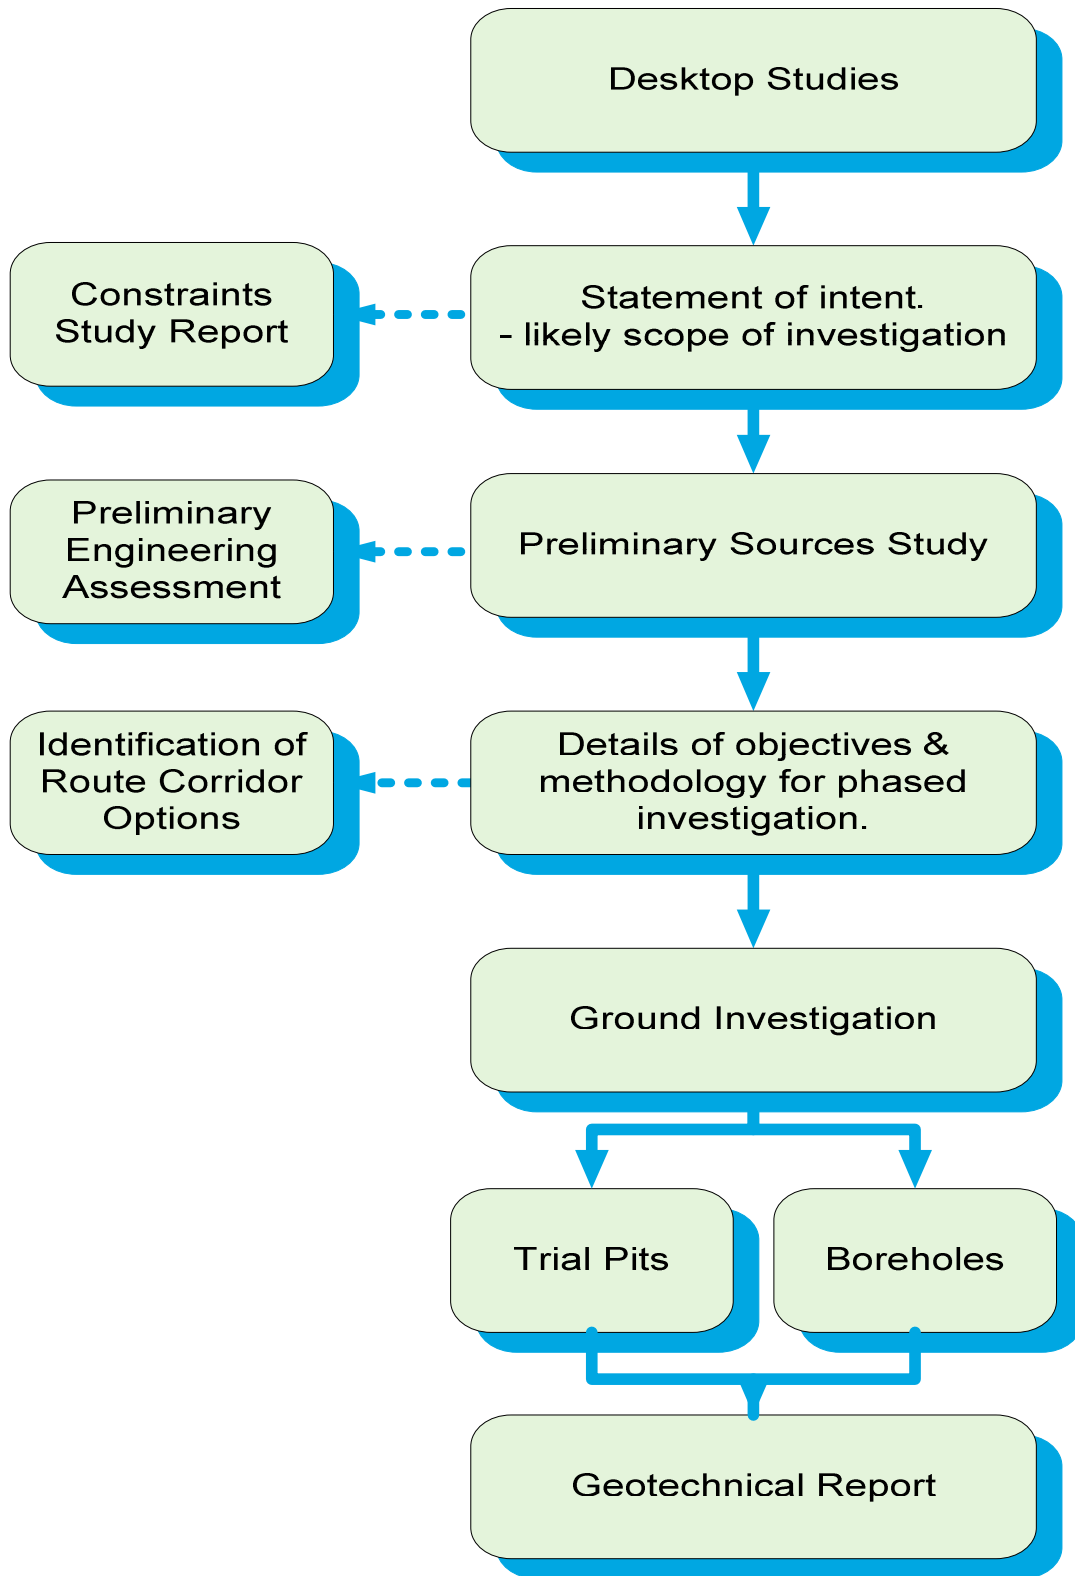 Desktop Studies
Constraints
Study Report
Statement of intent.
- likely scope of investigation
Preliminary
Engineering
Assessment
Preliminary Sources Study
Identification of
Route Corridor
Options
Details of objectives &
methodology for phased
investigation.
Ground Investigation
Trial Pits
Boreholes
Geotechnical Report